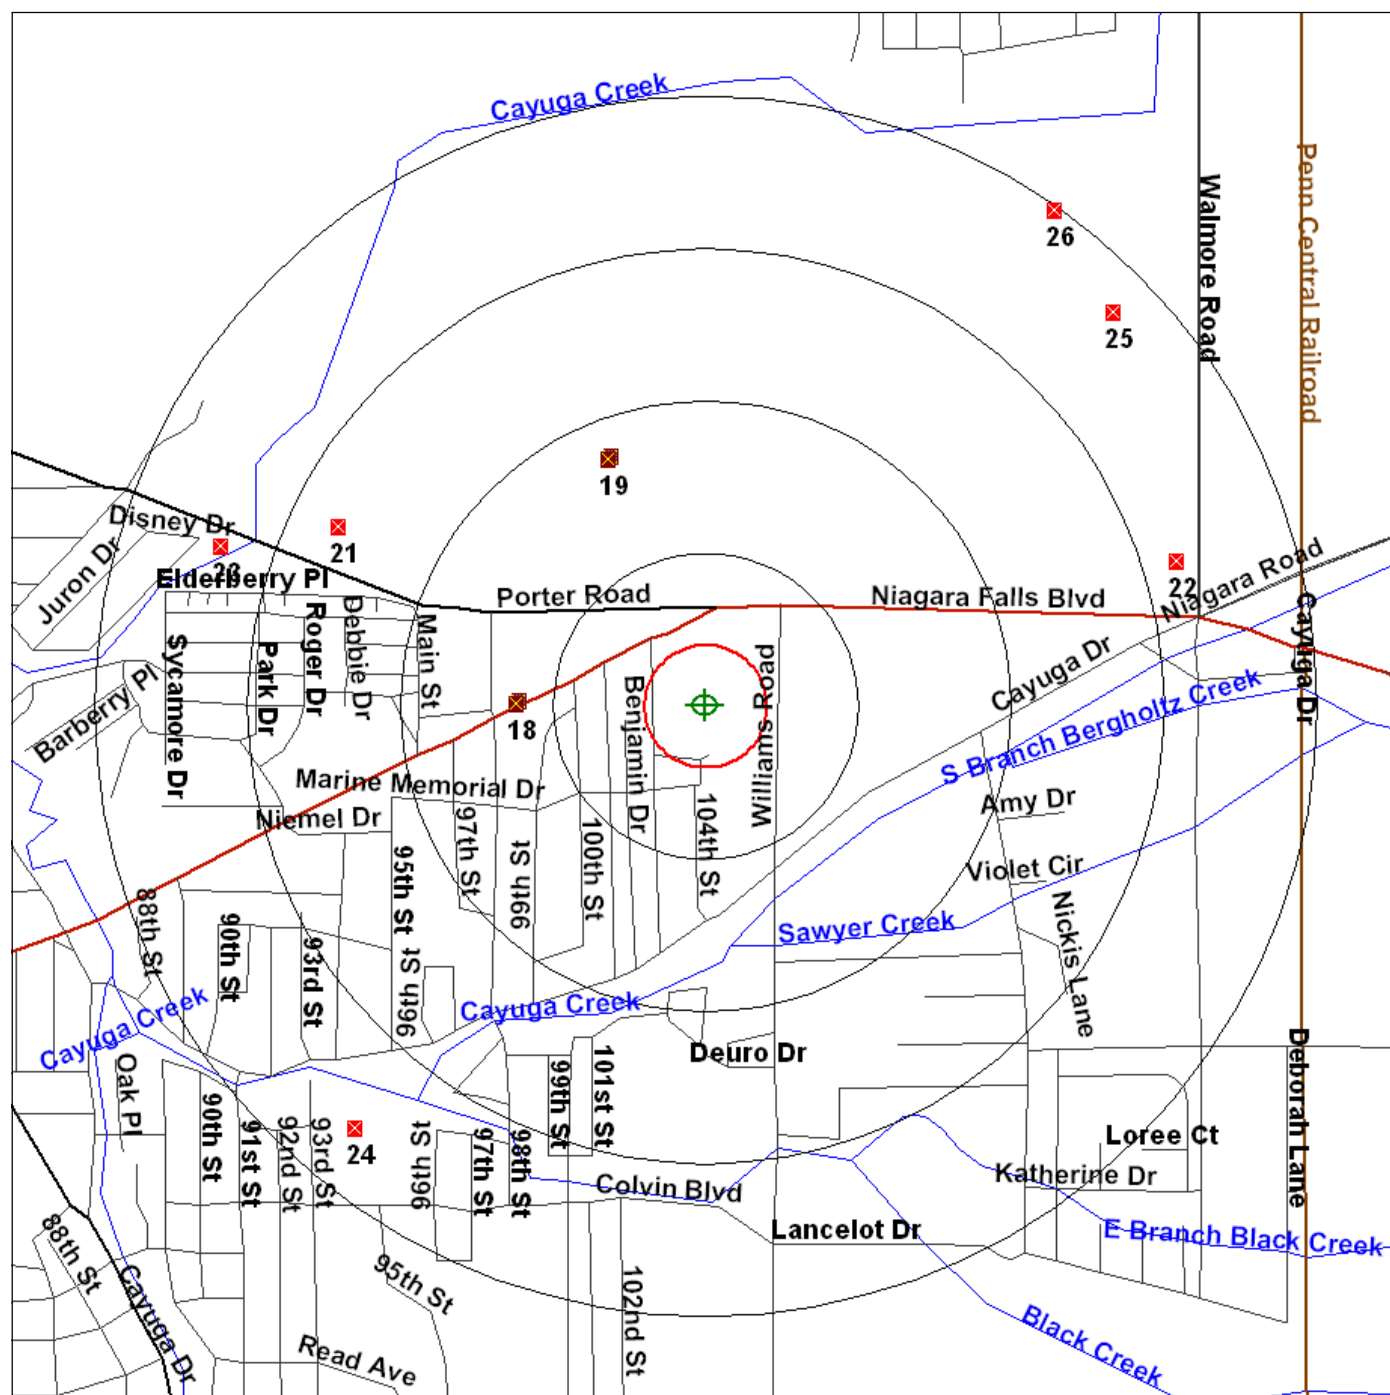 Cayuga Creek
Penn Central Railroad
Walmore Road
26
25
19
Disney Dr
21
23
Juron Dr
Elderberry Pl
Porter Road
Niagara Falls Blvd
22
Niagara Road
Cayuga Dr
Roger Dr
Debbie Dr
Main St
Sycamore Dr
Park Dr
Barberry Pl
18
Benjamin Dr
Williams Road
Cayuga Dr
S Branch Bergholtz Creek
Marine Memorial Dr
Niemel Dr
Amy Dr
97th St
104th St
95th St
99th St
100th St
Violet Cir
88th St
90th St
93rd St
96th St
Nickis Lane
Sawyer Creek
Cayuga Creek
Cayuga Creek
Deuro Dr
Oak Pl
99th St
101st St
Deborah Lane
90th St
91st St
92nd St
93rd St
24
96th St
97th St
98th St
Loree Ct
Katherine Dr
Colvin Blvd
Lancelot Dr
E Branch Black Creek
88th St
Cayuga Dr
95th St
102nd St
Black Creek
Read Ave